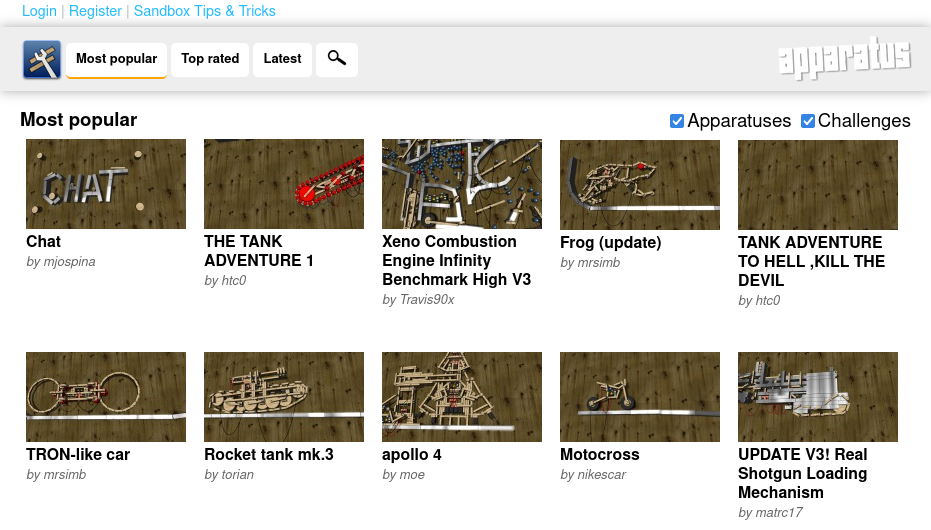 Login | Register | Sandbox Tips & Tricks
Most popular
Top rated
Latest
apparatus
Most popular
Apparatuses
Challenges
CHAT
Chat
by mjospina
THE TANK
ADVENTURE 1
by htc0
Xeno Combustion
Engine Infinity
Benchmark High V3
by Travis90x
Frog (update)
by mrsimb
TANK ADVENTURE
TO HELL ,KILL THE
DEVIL
by htc0
TRON-like car
by mrsimb
Rocket tank mk.3
by torian
apollo 4
by moe
Motocross
by nikescar
UPDATE V3! Real
Shotgun Loading
Mechanism
by matrc17